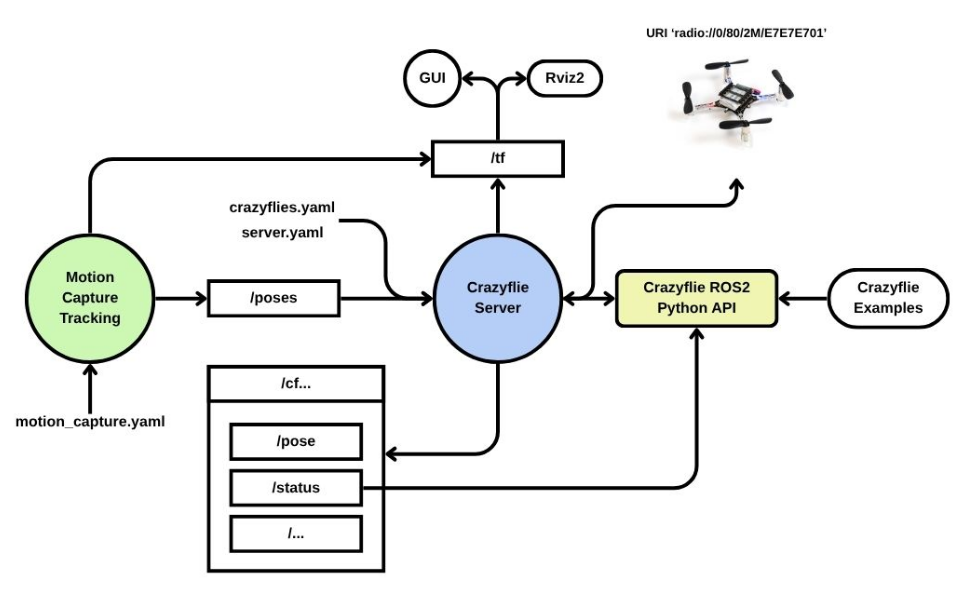 URI ‘radio://0/80/2M/E7E7E701’
GUI
Rviz2
/tf
crazyflies.yaml
server.yaml
Motion
Capture
Tracking
/poses
Crazyflie
Server
Crazyflie ROS2
Python API
Crazyflie
Examples
motion_capture.yaml
/cf...
/pose
/status
/...